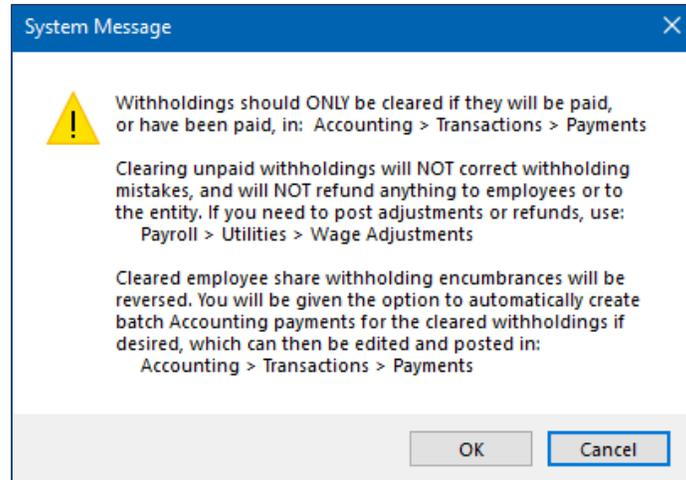 System Message
Withholdings should ONLY be cleared if they will be paid,
or have been paid, in: Accounting > Transactions > Payments
Clearing unpaid withholdings will NOT correct withholding
mistakes, and will NOT refund anything to employees or to
the entity. If you need to post adjustments or refunds, use:
Payroll > Utilities > Wage Adjustments
Cleared employee share withholding encumbrances will be
reversed. You will be given the option to automatically create
batch Accounting payments for the cleared withholdings if
desired, which can then be edited and posted in:
Accounting > Transactions > Payments
OK
Cancel